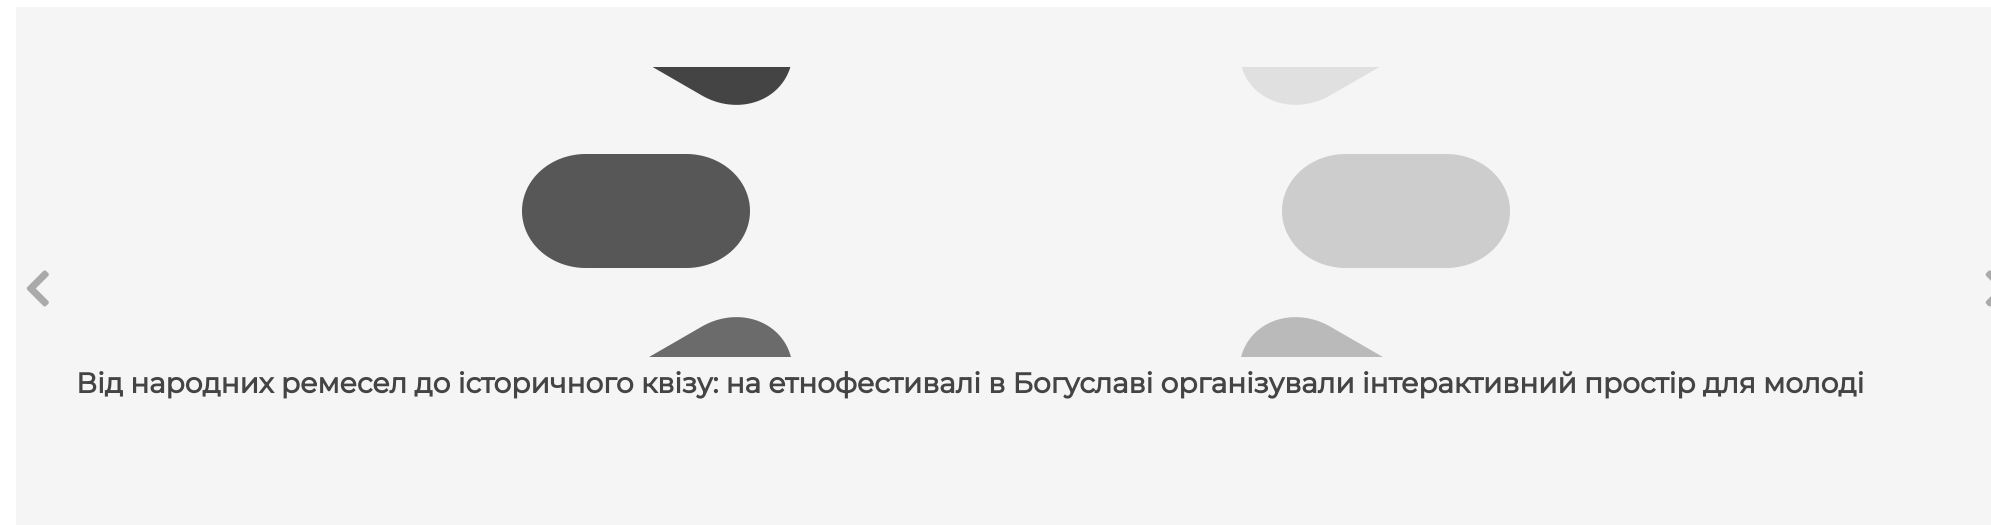 Від народних ремесел до історичного квізу: на етнофестивалі в Богуславі організували інтерактивний простір для молоді